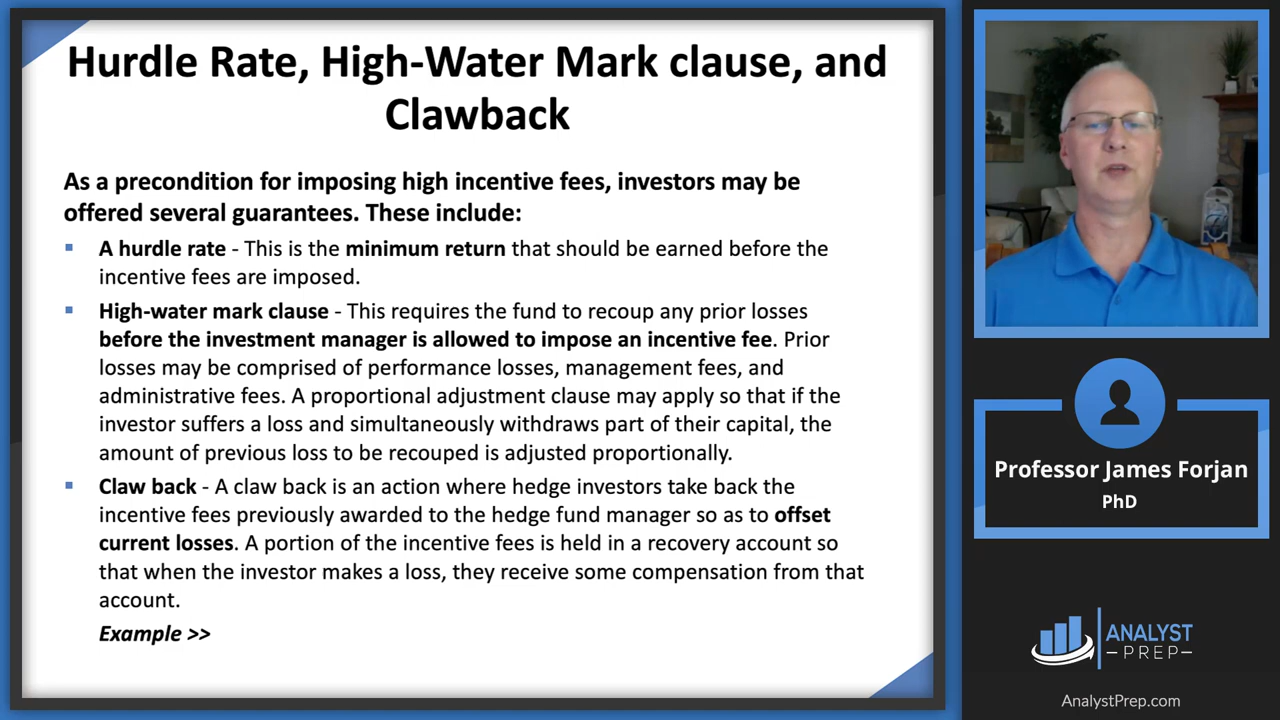 Hurdle Rate, High-Water Mark clause, and
Clawback
As a precondition for imposing high incentive fees, investors may be
offered several guarantees. These include:
▪ A hurdle rate - This is the minimum return that should be earned before the
incentive fees are imposed.
▪ High-water mark clause - This requires the fund to recoup any prior losses
before the investment manager is allowed to impose an incentive fee. Prior
losses may be comprised of performance losses, management fees, and
administrative fees. A proportional adjustment clause may apply so that if the
investor suffers a loss and simultaneously withdraws part of their capital, the
amount of previous loss to be recouped is adjusted proportionally.
▪ Claw back - A claw back is an action where hedge investors take back the
incentive fees previously awarded to the hedge fund manager so as to offset
current losses. A portion of the incentive fees is held in a recovery account so
that when the investor makes a loss, they receive some compensation from that
account.
Example >>
Professor James Forjan
PhD
ANALYST
PREP
AnalystPrep.com